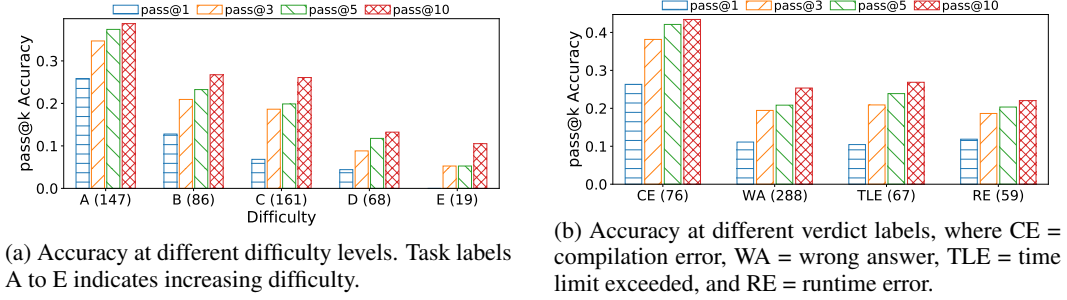 pass@1 pass@3 pass@5 pass@10
pass@k Accuracy
0.3
0.2
0.1
0.0
A (147) B (86) C (161) D (68) E (19)
Difficulty
(a) Accuracy at different difficulty levels. Task labels
A to E indicates increasing difficulty.
pass@1 pass@3 pass@5 pass@10
pass@k Accuracy
0.4
0.3
0.2
0.1
0.0
CE (76) WA (288) TLE (67) RE (59)
(b) Accuracy at different verdict labels, where CE =
compilation error, WA = wrong answer, TLE = time
limit exceeded, and RE = runtime error.